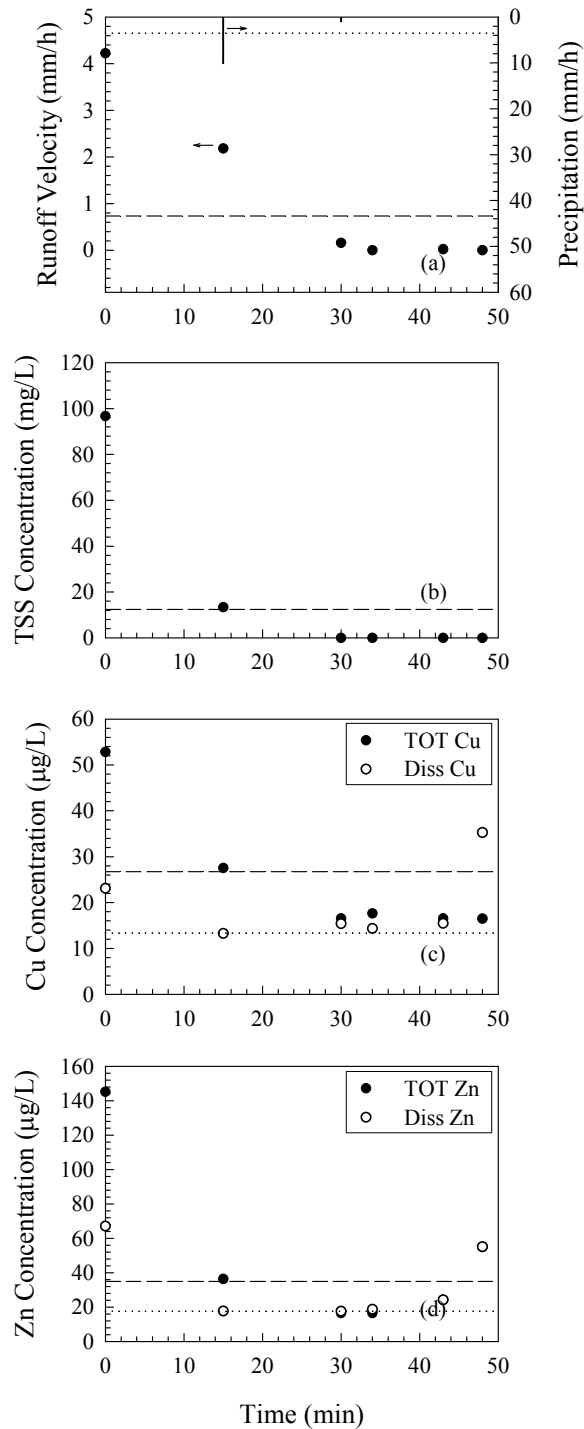 5
4
3
2
1
0
Runoff Velocity (mm/h)
0
10
20
30
40
50
60
Precipitation (mm/h)
(a)
0 10 20 30 40 50
120
100
80
60
40
20
0
TSS Concentration (mg/L)
(b)
0 10 20 30 40 50
60
50
40
30
20
10
0
Cu Concentration (μg/L)
TOT Cu
Diss Cu
(c)
0 10 20 30 40 50
160
140
120
100
80
60
40
20
0
Zn Concentration (μg/L)
TOT Zn
Diss Zn
(d)
0 10 20 30 40 50
Time (min)